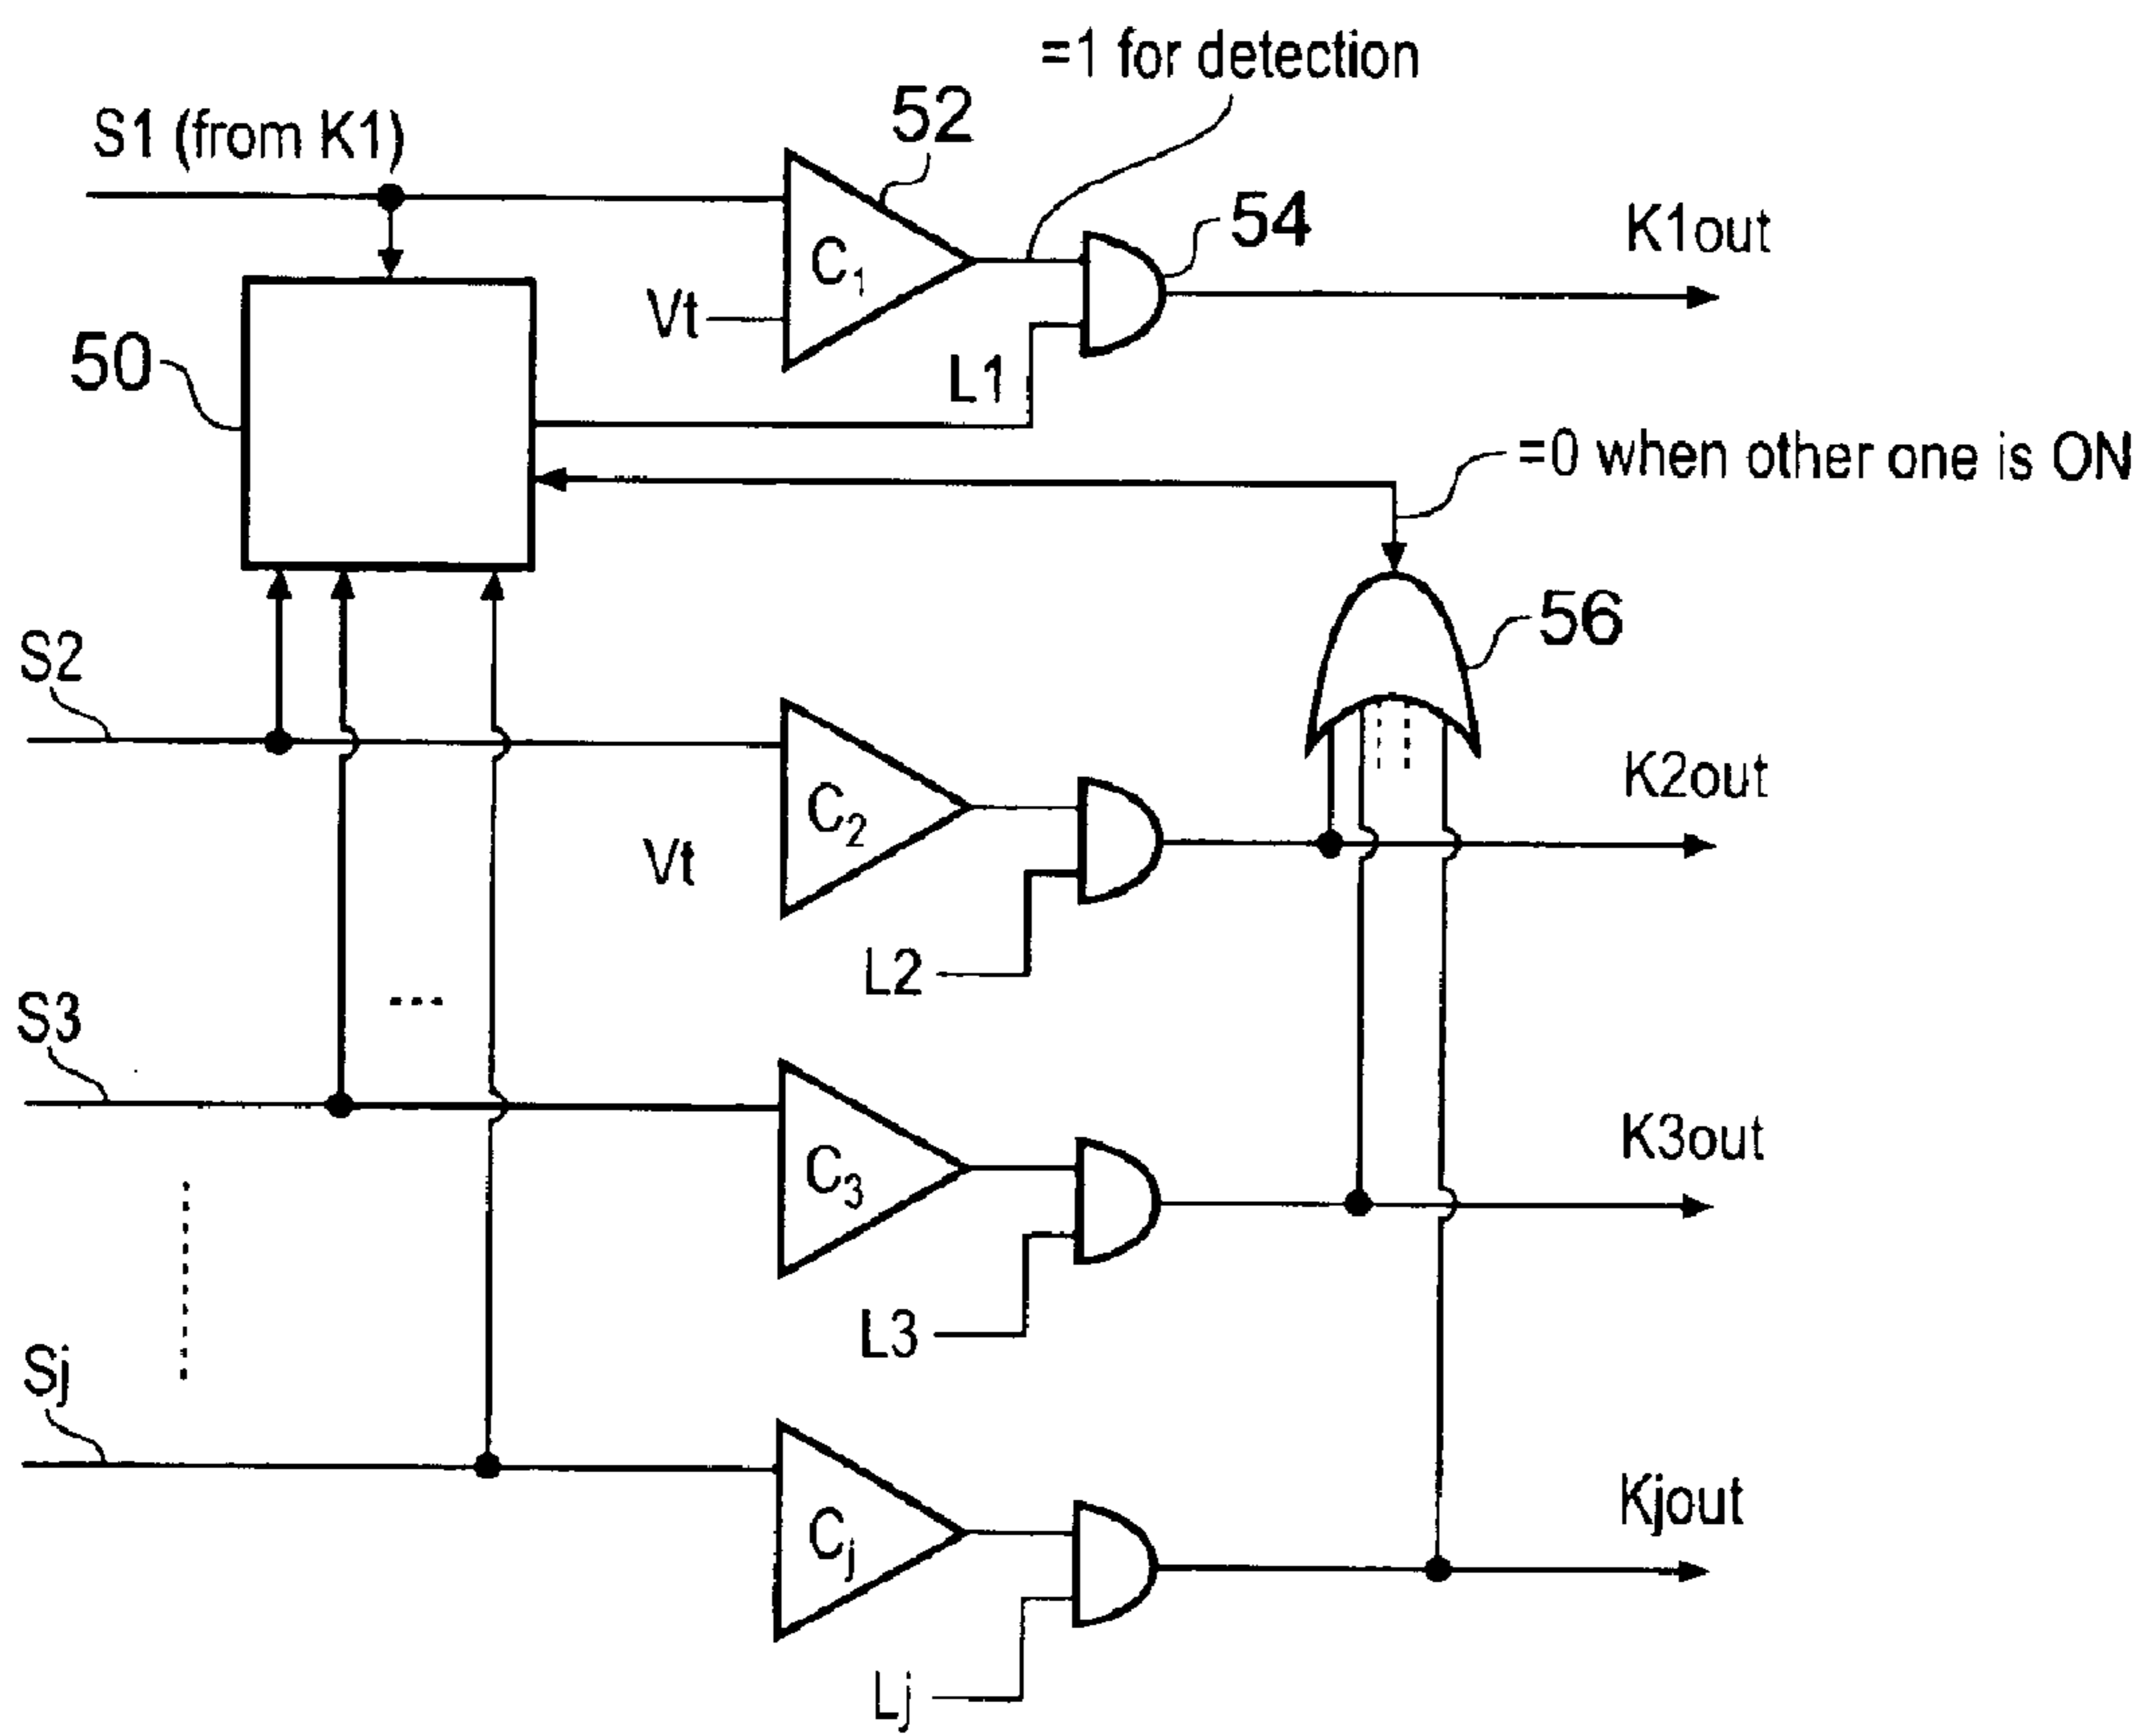 =1 for detection
S1 (from K1)
52
54
K1out
C1
Vt
50
L1
=0 when other one is ON
56
S2
K2out
C2
Vt
L2
...
S3
K3out
C3
L3
Sj
Kjout
Cj
Lj